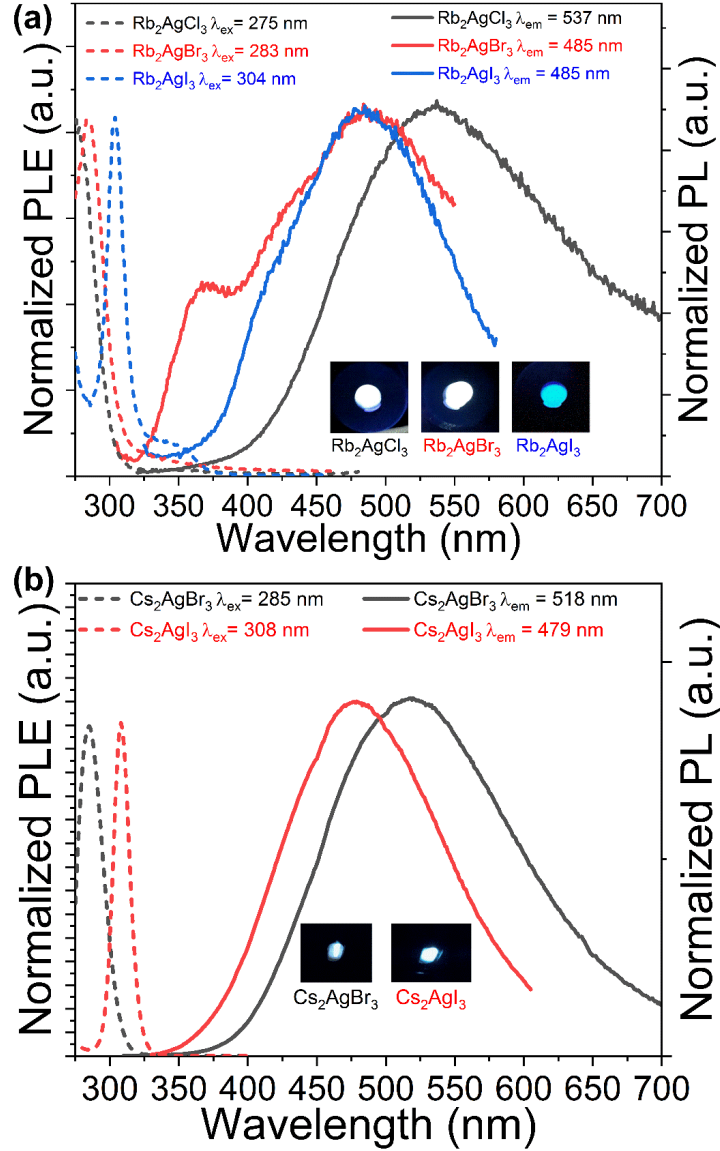 (a)
Rb₂AgCl₃ λₑₓ= 275 nm
Rb₂AgBr₃ λₑₓ= 283 nm
Rb₂AgI₃ λₑₓ= 304 nm
Rb₂AgCl₃ λₑₘ = 537 nm
Rb₂AgBr₃ λₑₘ = 485 nm
Rb₂AgI₃ λₑₘ = 485 nm
Normalized PLE (a.u.)
Normalized PL (a.u.)
Rb₂AgCl₃ Rb₂AgBr₃ Rb₂AgI₃
300 350 400 450 500 550 600 650 700
Wavelength (nm)
(b)
Cs₂AgBr₃ λₑₓ= 285 nm
Cs₂AgI₃ λₑₓ= 308 nm
Cs₂AgBr₃ λₑₘ = 518 nm
Cs₂AgI₃ λₑₘ = 479 nm
Normalized PLE (a.u.)
Normalized PL (a.u.)
Cs₂AgBr₃ Cs₂AgI₃
300 350 400 450 500 550 600 650 700
Wavelength (nm)